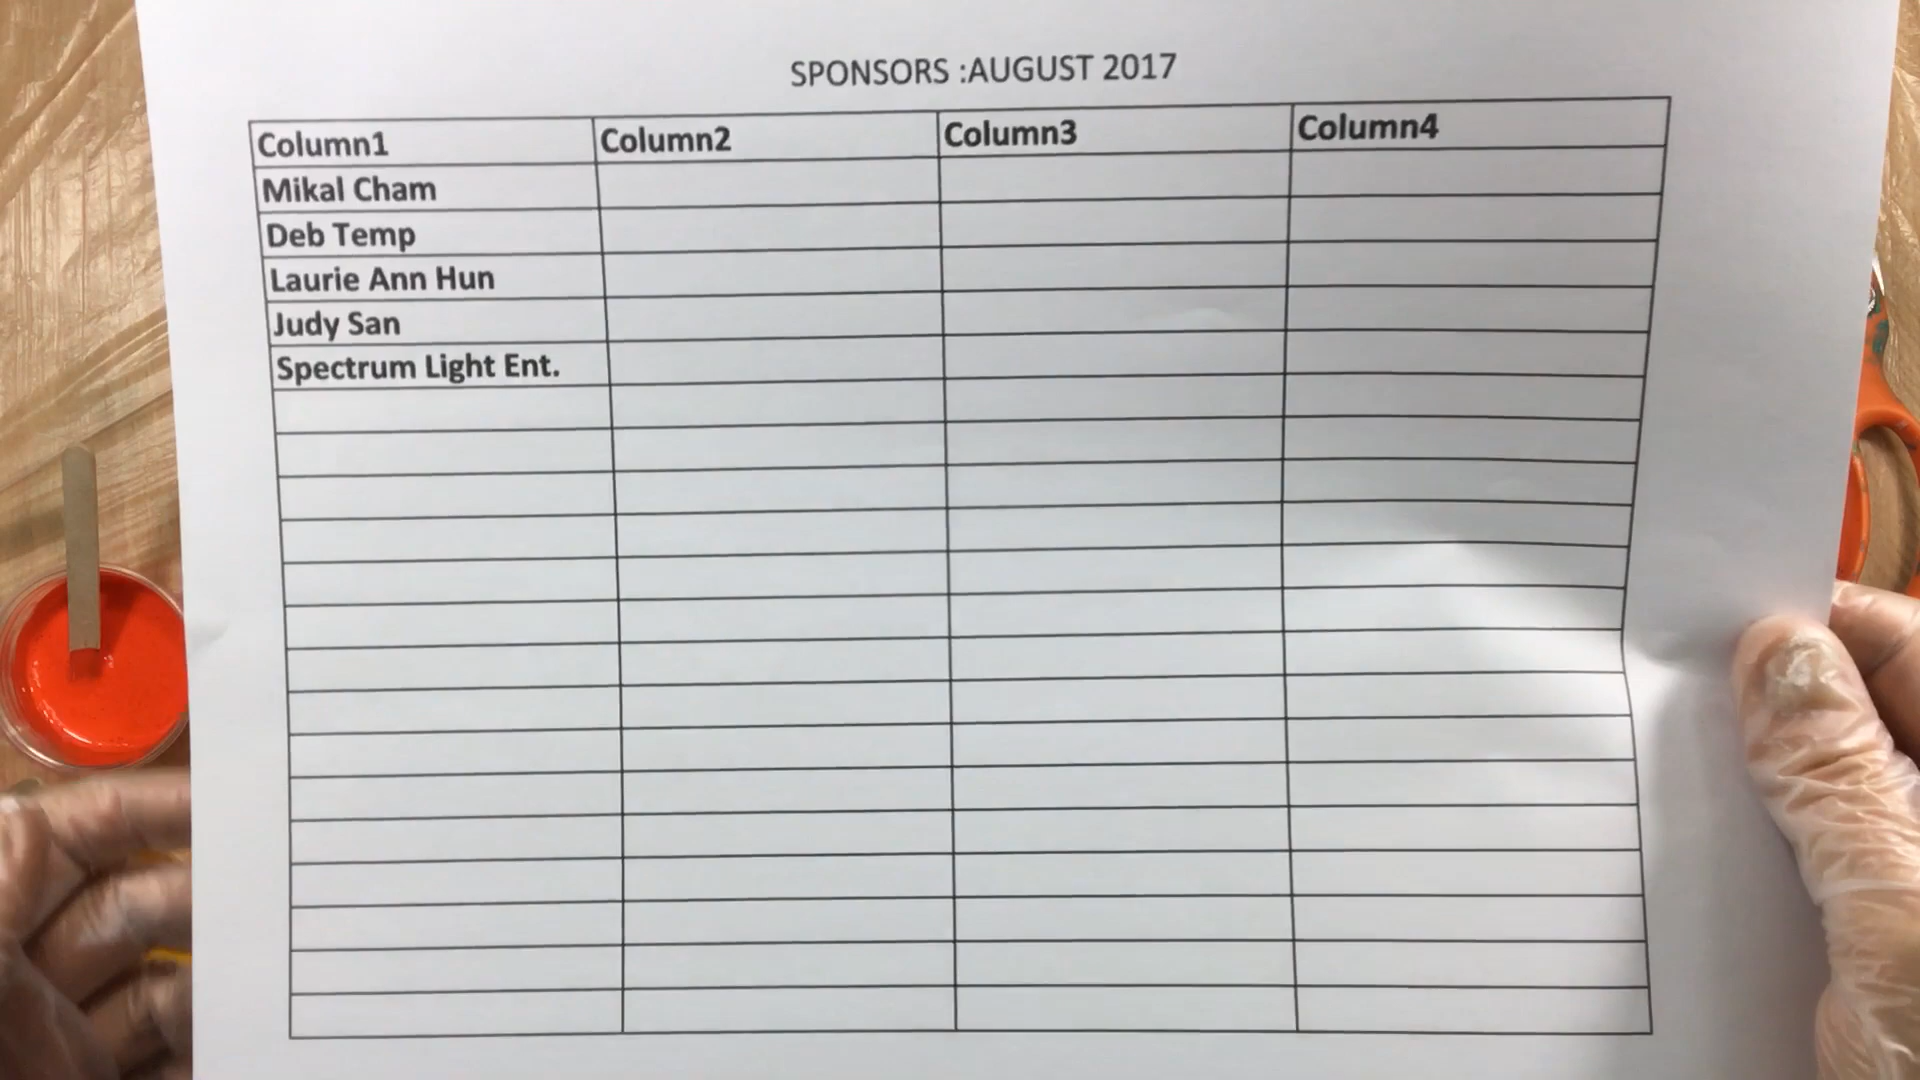 SPONSORS :AUGUST 2017
Column1 Column2 Column3 Column4
Mikal Cham
Deb Temp
Laurie Ann Hun
Judy San
Spectrum Light Ent.